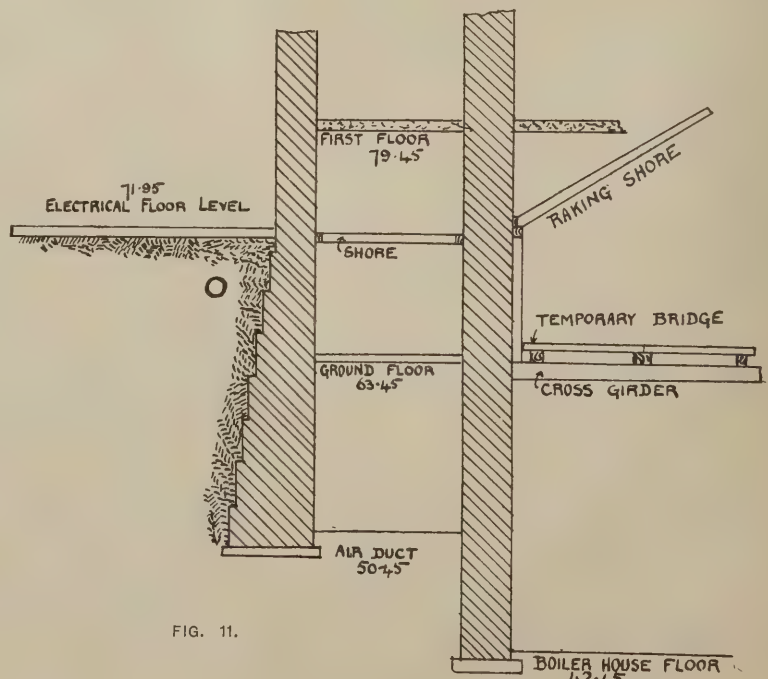 FIRST FLOOR
79.45
71.95
ELECTRICAL FLOOR LEVEL
RAKING SHORE
SHORE
TEMPORARY BRIDGE
GROUND FLOOR
63.45
CROSS GIRDER
AIR DUCT
50.45
FIG. 11.
BOILER HOUSE FLOOR